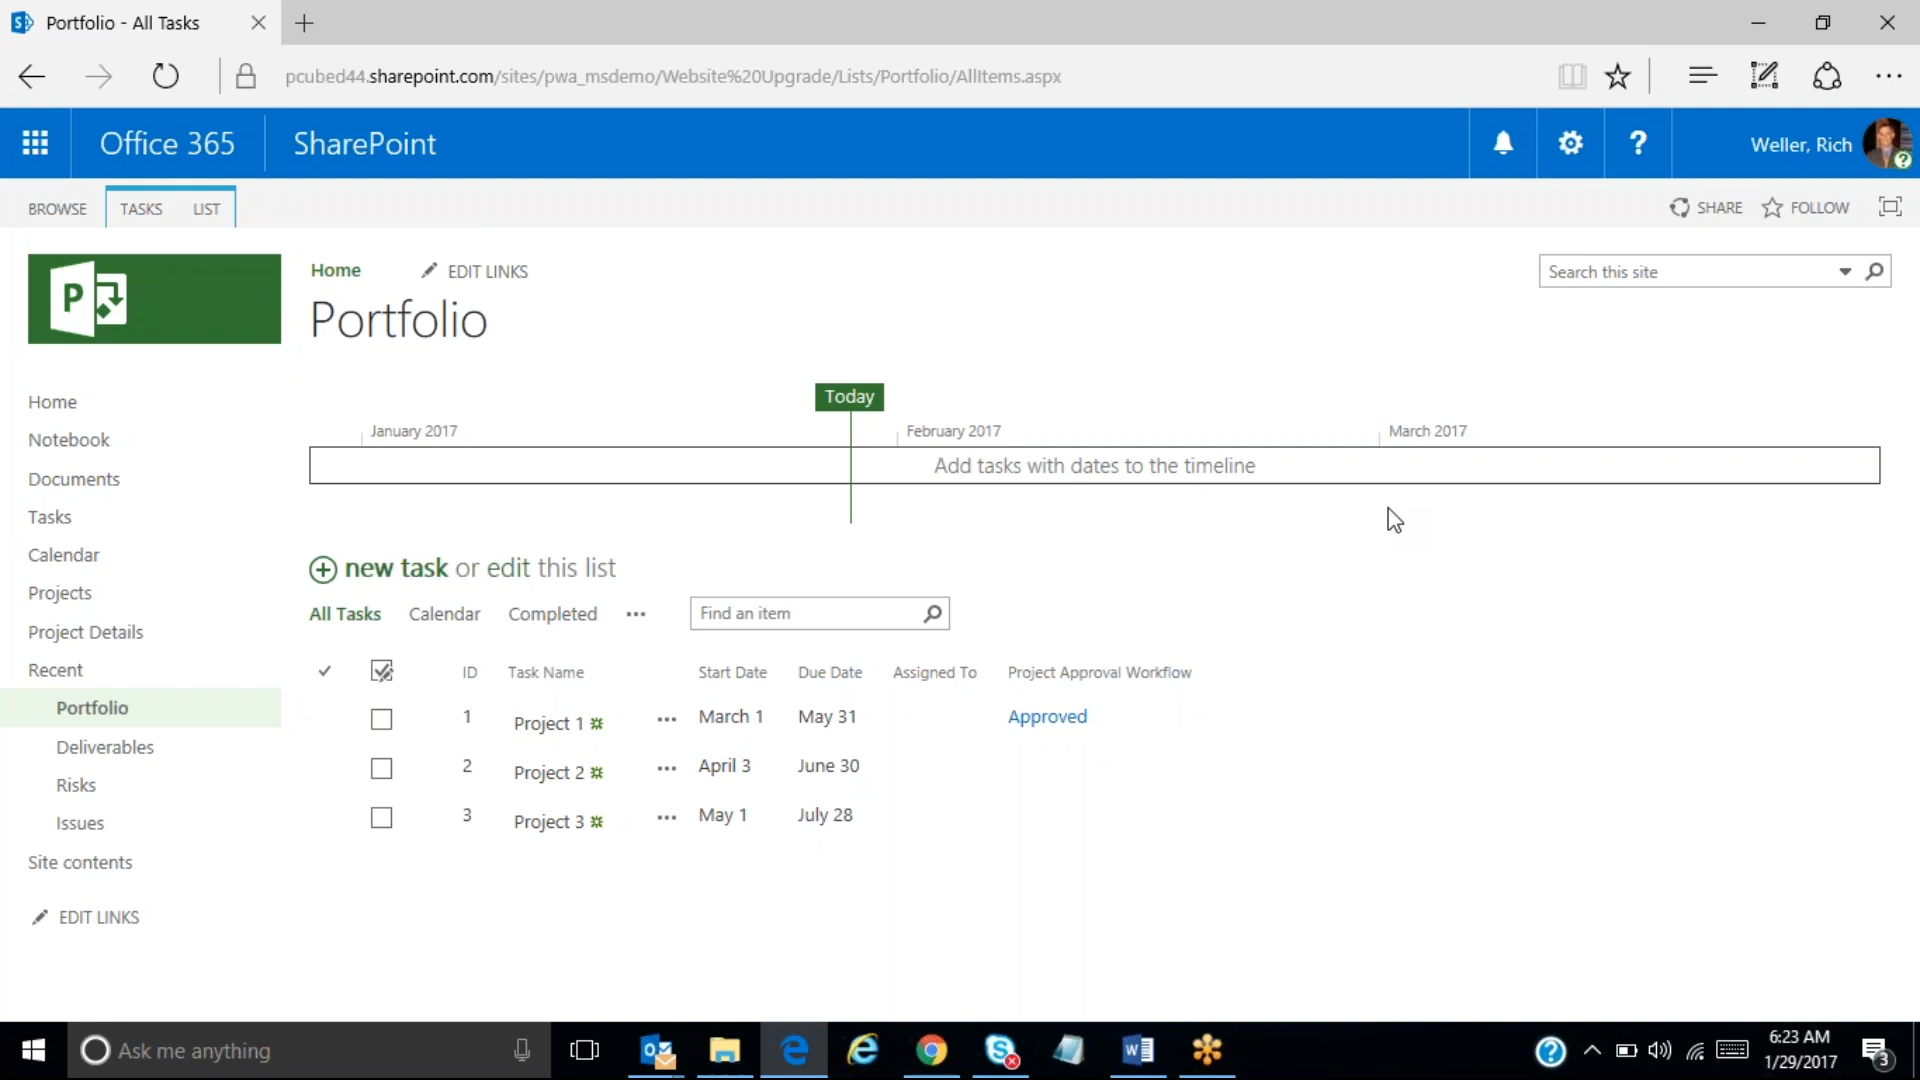 Portfolio - All Tasks
pcubed44.sharepoint.com/sites/pwa_msdemo/Website%20Upgrade/Lists/Portfolio/AllItems.aspx
Office 365 SharePoint ? Weller, Rich
BROWSE TASKS LIST SHARE FOLLOW
P
Home EDIT LINKS
Search this site
Portfolio
Today
January 2017 February 2017 March 2017
Add tasks with dates to the timeline
Home
Notebook
Documents
Tasks
Calendar
Projects
Project Details
Recent
Portfolio
Deliverables
Risks
Issues
Site contents
EDIT LINKS
new task or edit this list
All Tasks Calendar Completed ••• Find an item
ID Task Name Start Date Due Date Assigned To Project Approval Workflow
1 Project 1 ••• March 1 May 31 Approved
2 Project 2 ••• April 3 June 30
3 Project 3 ••• May 1 July 28
Ask me anything
6:23 AM
1/29/2017
3